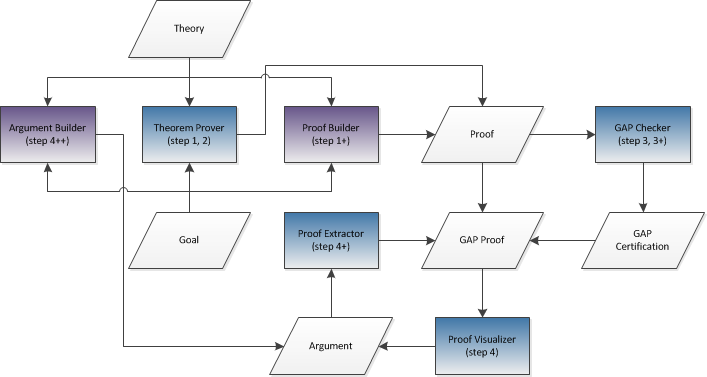 Theory
Argument Builder
(step 4++)
Theorem Prover
(step 1, 2)
Proof Builder
(step 1+)
Proof
GAP Checker
(step 3, 3+)
Goal
Proof Extractor
(step 4+)
GAP Proof
GAP
Certification
Argument
Proof Visualizer
(step 4)